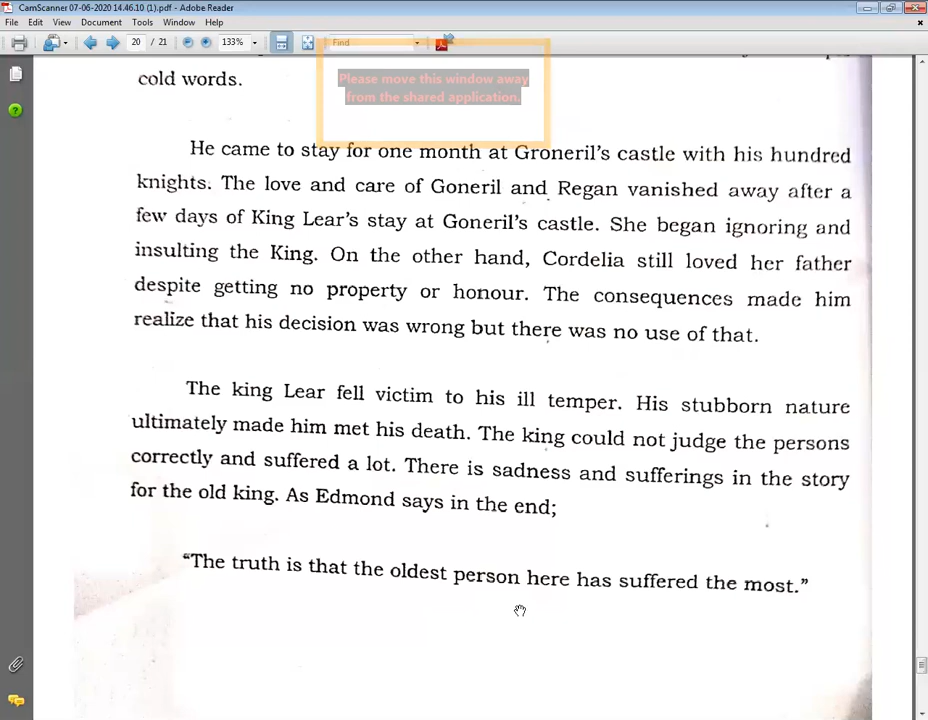 CamScanner 07-06-2020 14.46.10 (1).pdf - Adobe Reader
File Edit View Document Tools Window Help
20 / 21 133% Find
cold words.
Please move this window away
from the shared application.
He came to stay for one month at Groneril's castle with his hundred
knights. The love and care of Goneril and Regan vanished away after a
few days of King Lear's stay at Goneril's castle. She began ignoring and
insulting the King. On the other hand, Cordelia still loved her father
despite getting no property or honour. The consequences made him
realize that his decision was wrong but there was no use of that.
The king Lear fell victim to his ill temper. His stubborn nature
ultimately made him met his death. The king could not judge the persons
correctly and suffered a lot. There is sadness and sufferings in the story
for the old king. As Edmond says in the end;
“The truth is that the oldest person here has suffered the most.”